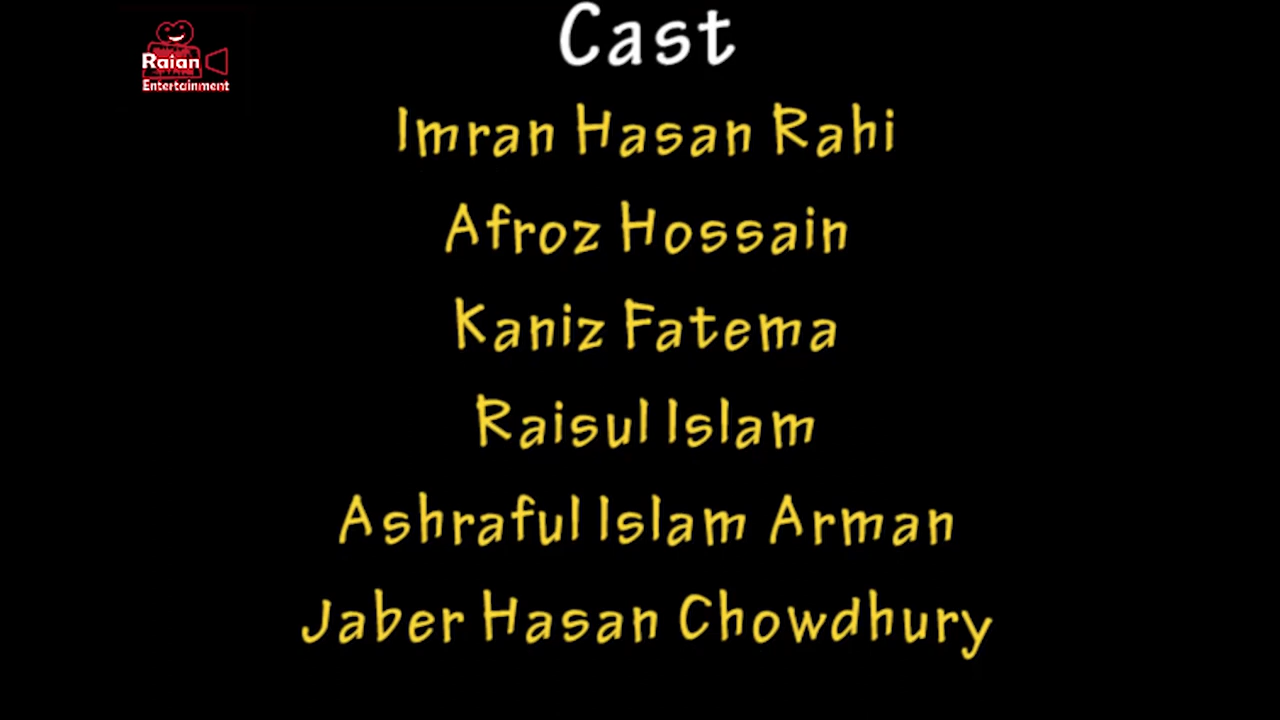 Raian
Entertainment
Cast
Imran Hasan Rahi
Afroz Hossain
Kaniz Fatema
Raisul Islam
Ashraful Islam Arman
Jaber Hasan Chowdhury